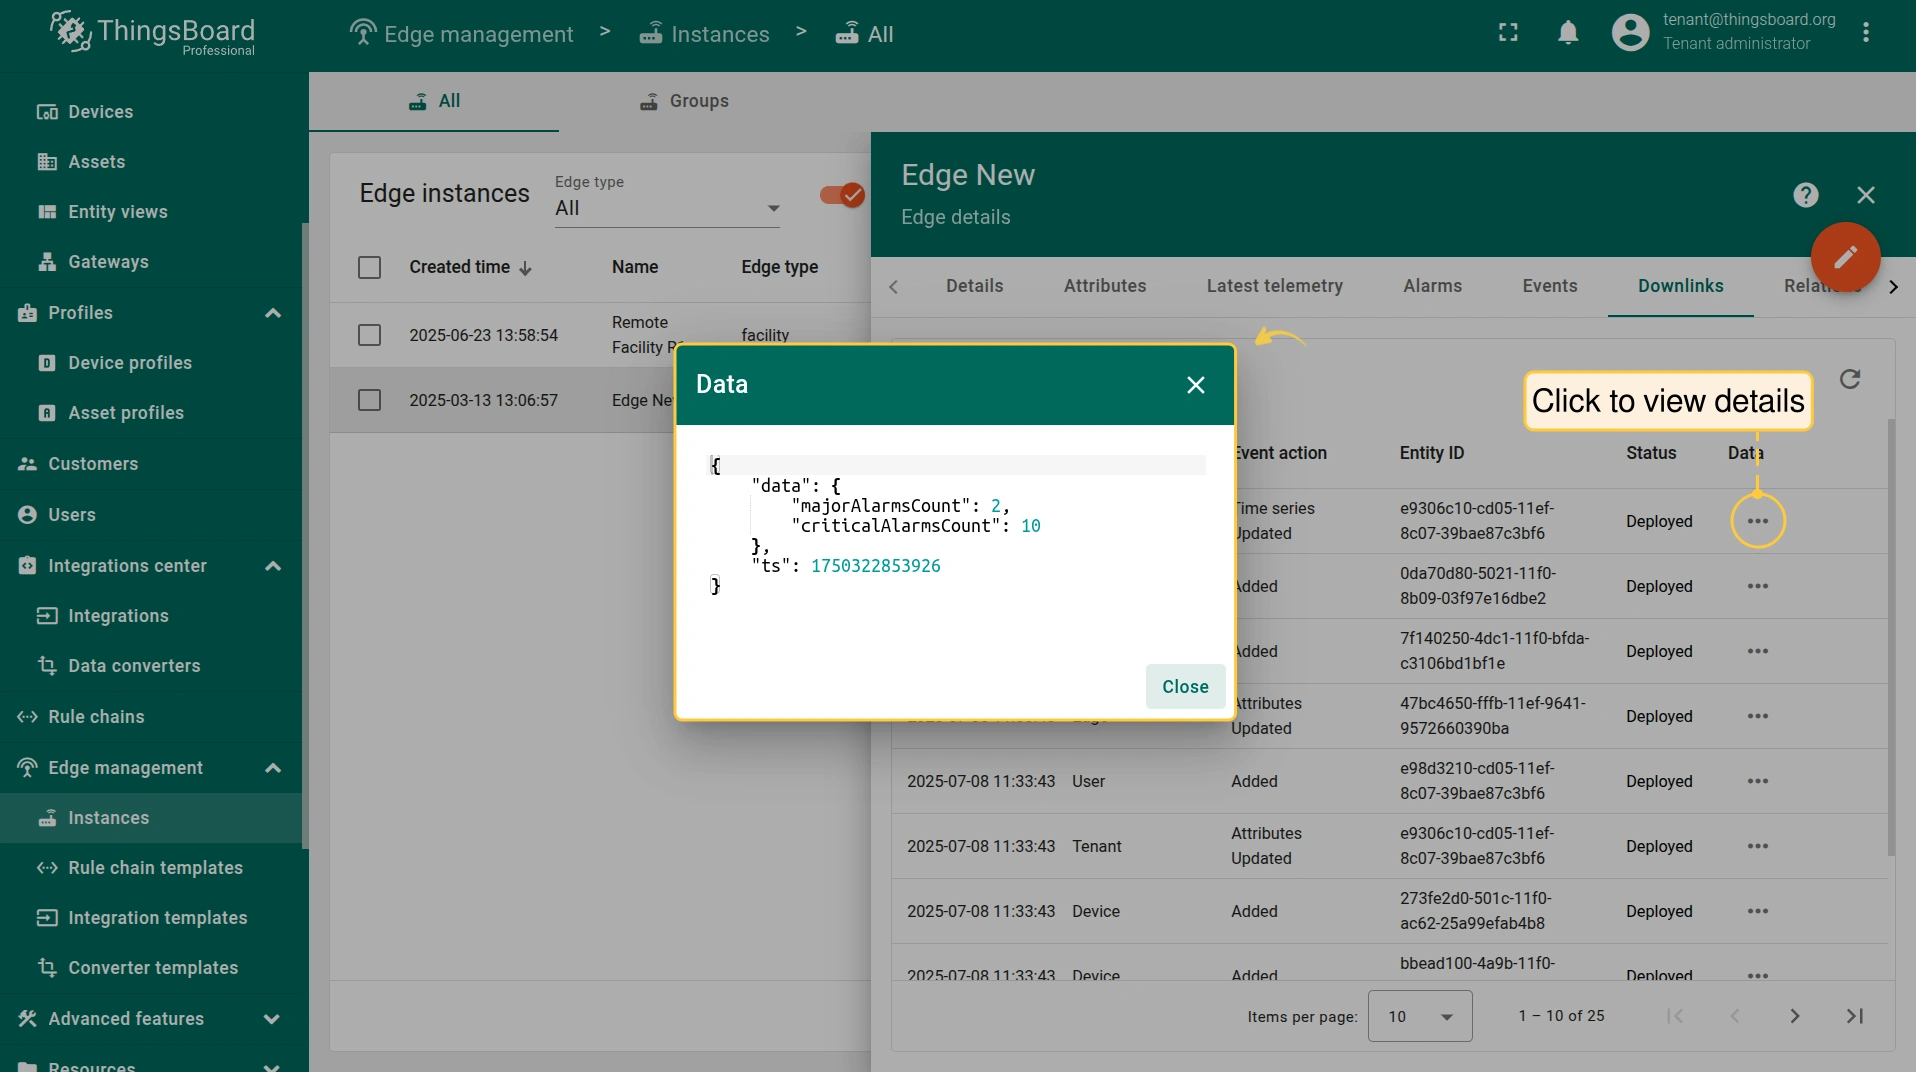 ThingsBoard
Professional
Edge management > Instances > All
tenant@thingsboard.org
Tenant administrator
Devices
Assets
Entity views
Gateways
Profiles
Device profiles
Asset profiles
Customers
Users
Integrations center
Integrations
Data converters
Rule chains
Edge management
Instances
Rule chain templates
Integration templates
Converter templates
Advanced features
Resources
All
Groups
Edge instances
Edge type
All
Created time
Name
Edge type
2025-06-23 13:58:54
Remote
Facility
facility
2025-03-13 13:06:57
Edge
Edge New
Edge details
Details
Attributes
Latest telemetry
Alarms
Events
Downlinks
Data
{
"data": {
"majorAlarmsCount": 2,
"criticalAlarmsCount": 10
},
"ts": 1750322853926
}
Close
Click to view details
Event action
Entity ID
Status
Data
Time series
Updated
e9306c10-cd05-11ef-
8c07-39bae87c3bf6
Deployed
Added
0da70d80-5021-11f0-
8b09-03f97e16dbe2
Deployed
Added
7f140250-4dc1-11f0-bfda-
c3106bd1bf1e
Deployed
Attributes
Updated
47bc4650-fffb-11ef-9641-
9572660390ba
Deployed
2025-07-08 11:33:43
User
Added
e98d3210-cd05-11ef-
8c07-39bae87c3bf6
Deployed
2025-07-08 11:33:43
Tenant
Attributes
Updated
e9306c10-cd05-11ef-
8c07-39bae87c3bf6
Deployed
2025-07-08 11:33:43
Device
Added
273fe2d0-501c-11f0-
ac62-25a99efab4b8
Deployed
2025-07-08 11:33:43
Device
Added
bbead100-4a9b-11f0-
Deployed
Items per page:
10
1 – 10 of 25